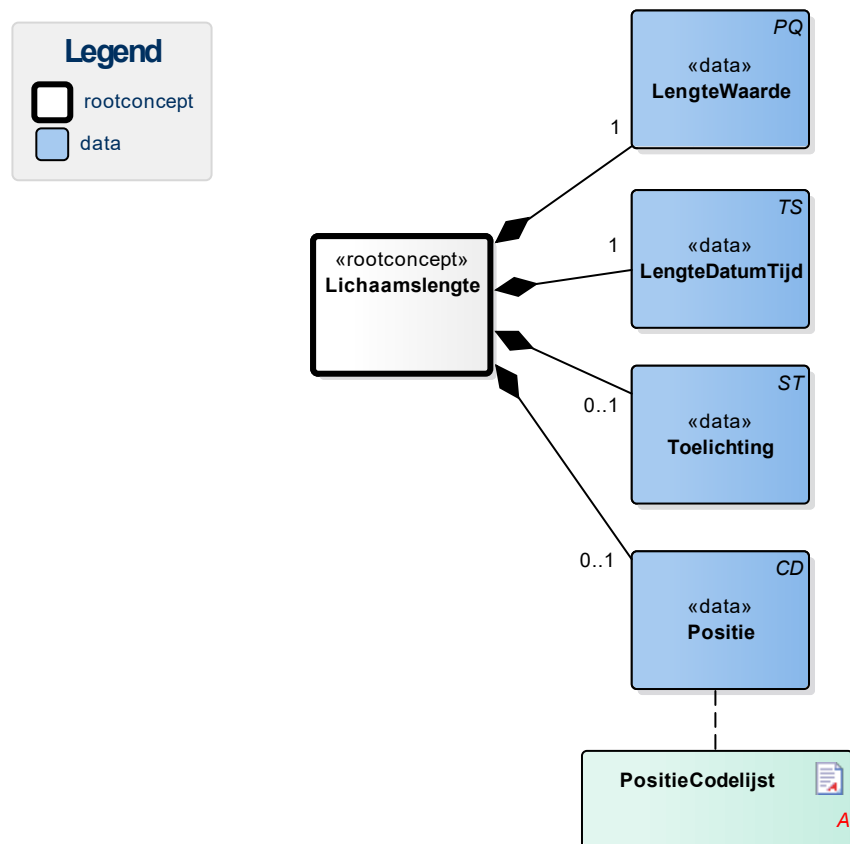 Legend
rootconcept
data
PQ
«data»
LengteWaarde
1
TS
«data»
LengteDatumTijd
1
«rootconcept»
Lichaamslengte
ST
«data»
Toelichting
0..1
CD
«data»
Positie
0..1
PositieCodelijst
A